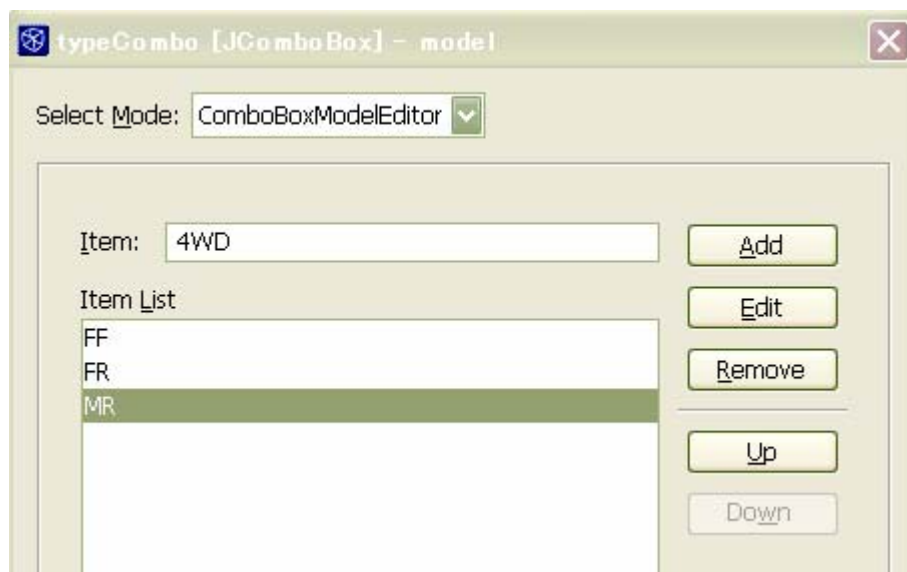 typeCombo [JComboBox] - model
Select Mode: ComboBoxModelEditor
Item: 4WD
Add
Item List
Edit
FF
FR
Remove
MR
Up
Down